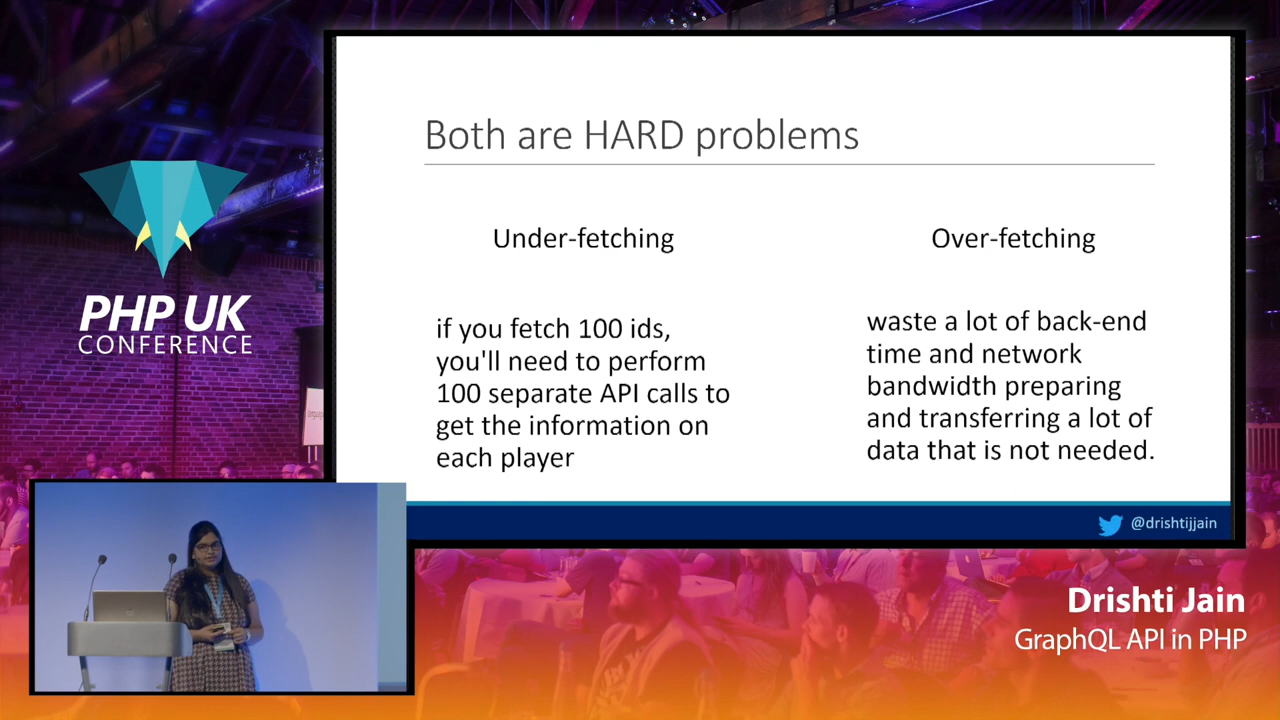 PHP UK
CONFERENCE
Both are HARD problems
Under-fetching
if you fetch 100 ids,
you'll need to perform
100 separate API calls to
get the information on
each player
Over-fetching
waste a lot of back-end
time and network
bandwidth preparing
and transferring a lot of
data that is not needed.
@drishtijjain
Drishti Jain
GraphQL API in PHP